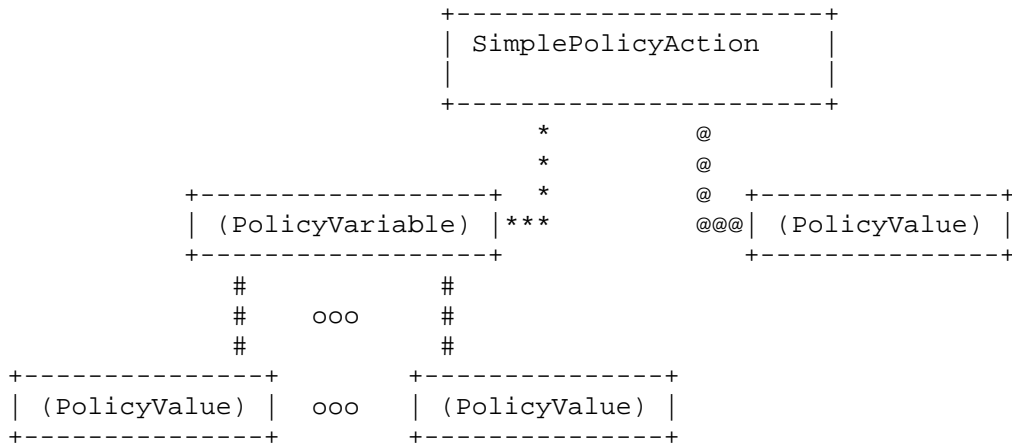 +-----------------------+
| SimplePolicyAction    |
|                       |
+-----------------------+
* @
* @
+------------------+ * @ +---------------+
| (PolicyVariable) |*** @@@| (PolicyValue) |
+------------------+ +---------------+
# #
# ooo #
# #
+---------------+ +---------------+
| (PolicyValue) | ooo | (PolicyValue) |
+---------------+ +---------------+